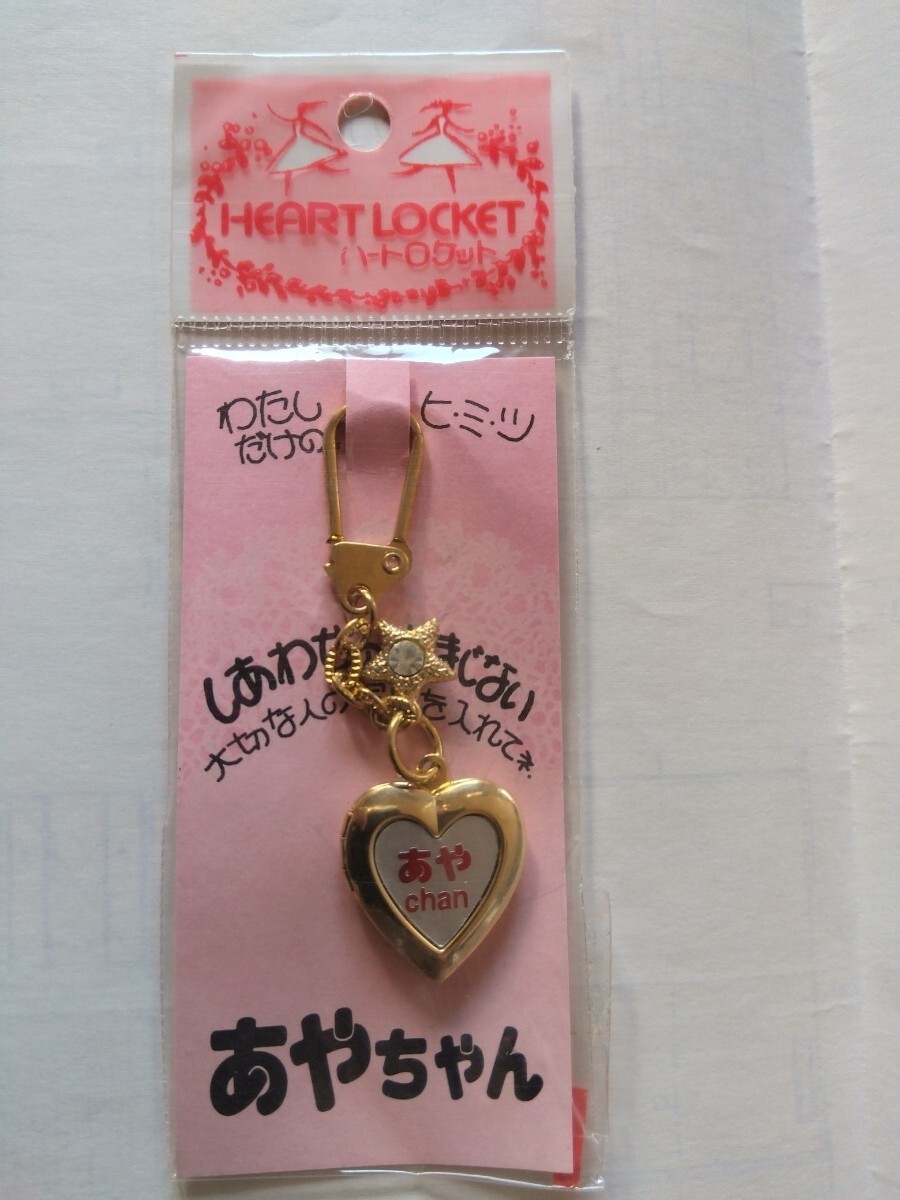 HEART LOCKET
ハートロケット
わたし
だけの
ヒ・ミ・ツ
しあわせ まじない
大切な人の を入れてネ
あや
chan
あやちゃん